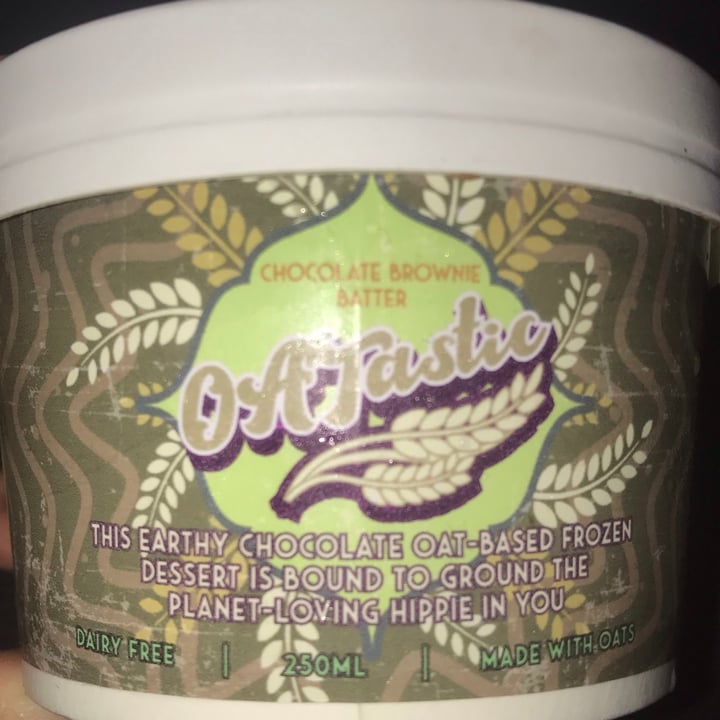 CHOCOLATE BROWNIE
BATTER
OATastic
THIS EARTHY CHOCOLATE OAT-BASED FROZEN
DESSERT IS BOUND TO GROUND THE
PLANET-LOVING HIPPIE IN YOU
DAIRY FREE | 250ML | MADE WITH OATS